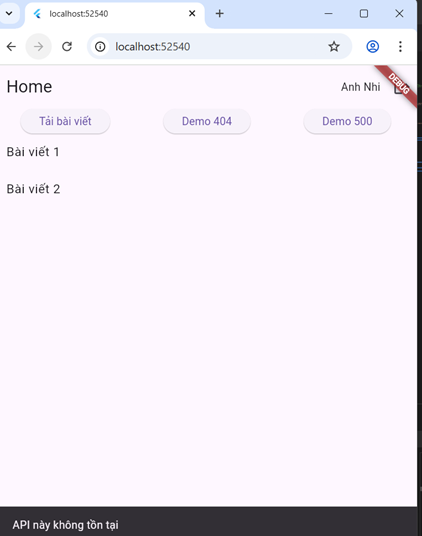 localhost:52540
localhost:52540
Home
Anh Nhi
DEBUG
Tải bài viết
Demo 404
Demo 500
Bài viết 1
Bài viết 2
API này không tồn tại